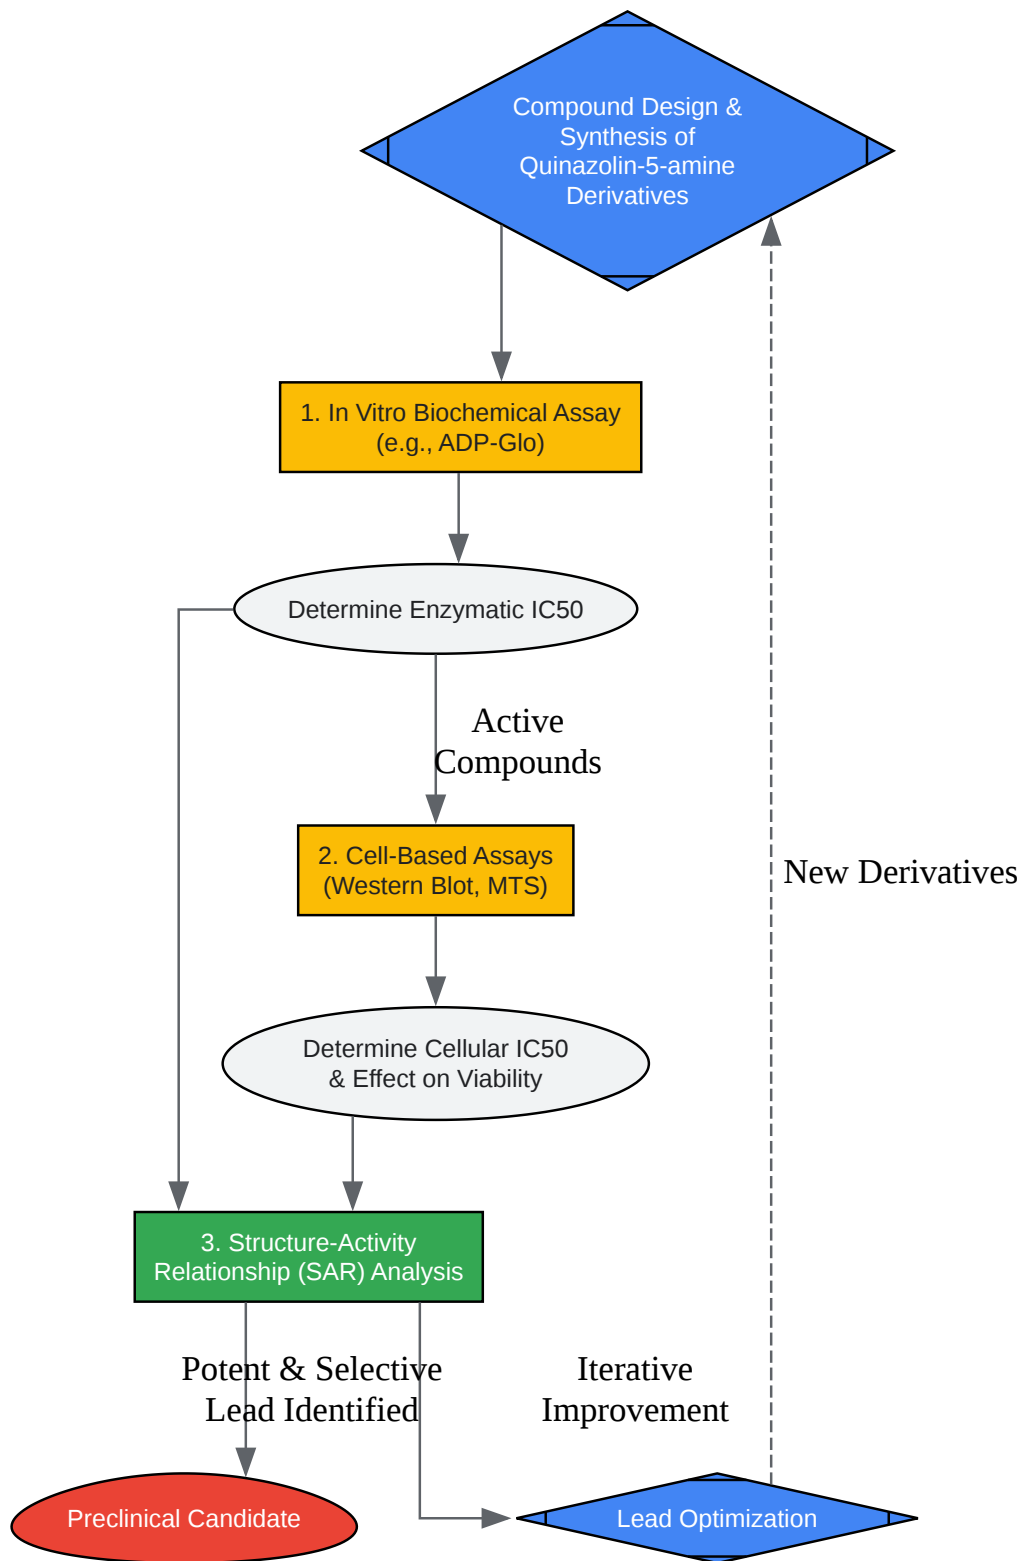 Compound Design &
Synthesis of
Quinazolin-5-amine
Derivatives
1. In Vitro Biochemical Assay
(e.g., ADP-Glo)
Determine Enzymatic IC50
Active
Compounds
2. Cell-Based Assays
(Western Blot, MTS)
New Derivatives
Determine Cellular IC50
& Effect on Viability
3. Structure-Activity
Relationship (SAR) Analysis
Potent & Selective
Lead Identified
Iterative
Improvement
Preclinical Candidate
Lead Optimization